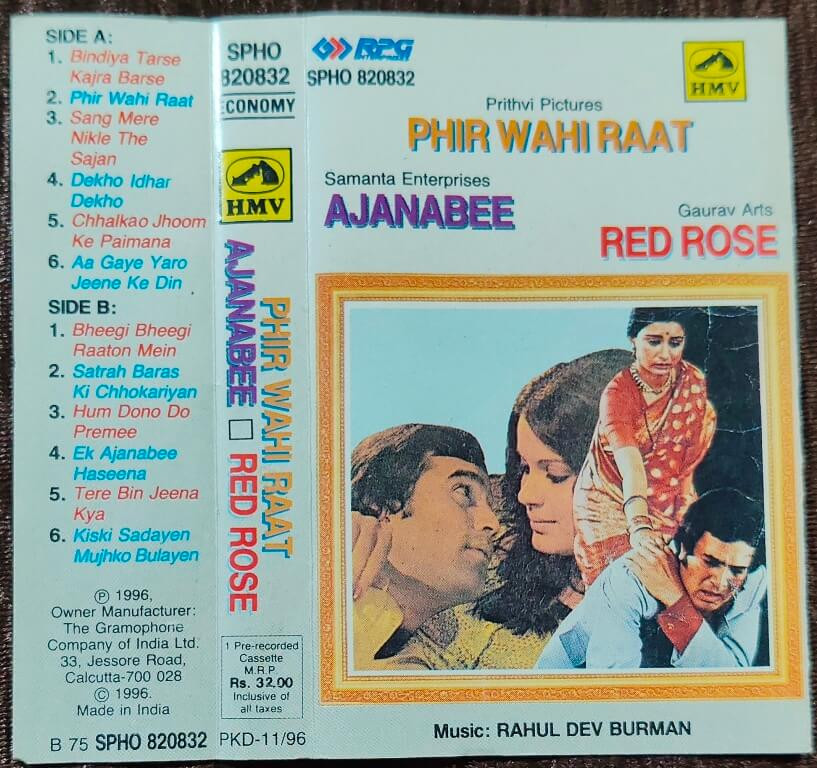 SIDE A:
1. Bindiya Tarse
Kajra Barse
2. Phir Wahi Raat
3. Sang Mere
Nikle The
Sajan
4. Dekho Idhar
Dekho
5. Chhalkao Jhoom
Ke Paimana
6. Aa Gaye Yaro
Jeene Ke Din
SIDE B:
1. Bheegi Bheegi
Raaton Mein
2. Satrah Baras
Ki Chhokariyan
3. Hum Dono Do
Premee
4. Ek Ajanabee
Haseena
5. Tere Bin Jeena
Kya
6. Kiski Sadayen
Mujhko Bulayen
℗ 1996,
Owner Manufacturer:
The Gramophone
Company of India Ltd.
33, Jessore Road,
Calcutta-700 028
© 1996.
Made in India
B 75 SPHO 820832
SPHO
820832
ECONOMY
HMV
PHIR WAHI RAAT
AJANABEE □ RED ROSE
1 Pre-recorded
Cassette
M.R.P.
Rs. 32.00
Inclusive of
all taxes
PKD-11/96
RPG
ENTERPRISES
SPHO 820832
HMV
Prithvi Pictures
PHIR WAHI RAAT
Samanta Enterprises
AJANABEE
Gaurav Arts
RED ROSE
Music: RAHUL DEV BURMAN